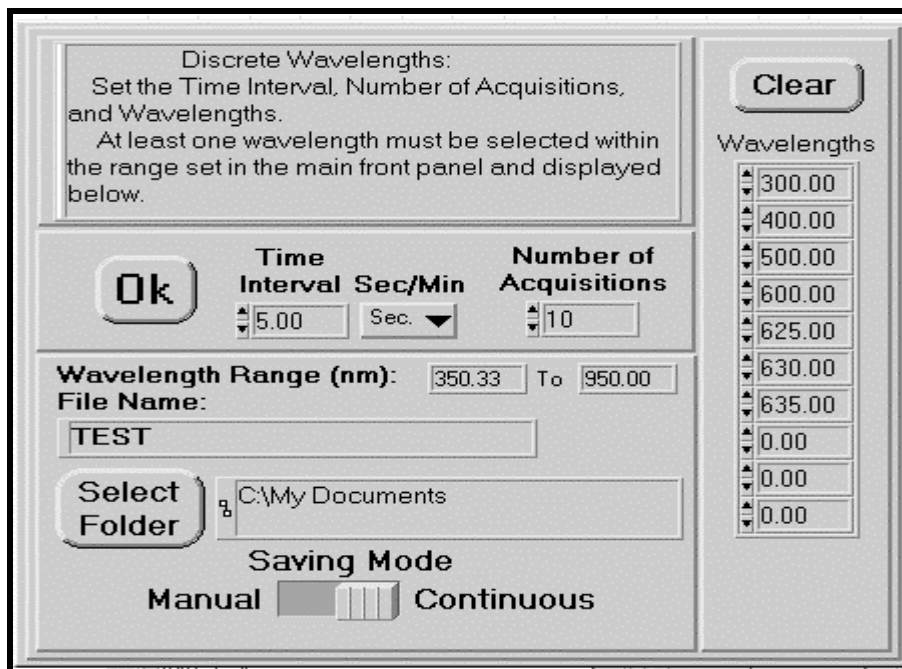 Discrete Wavelengths:
Set the Time Interval, Number of Acquisitions,
and Wavelengths.
At least one wavelength must be selected within
the range set in the main front panel and displayed
below.
Ok
Time
Interval
Sec/Min
Number of
Acquisitions
5.00
Sec.
10
Wavelength Range (nm):
350.33
To
950.00
File Name:
TEST
Select
Folder
C:\My Documents
Saving Mode
Manual
Continuous
Clear
Wavelengths
300.00
400.00
500.00
600.00
625.00
630.00
635.00
0.00
0.00
0.00